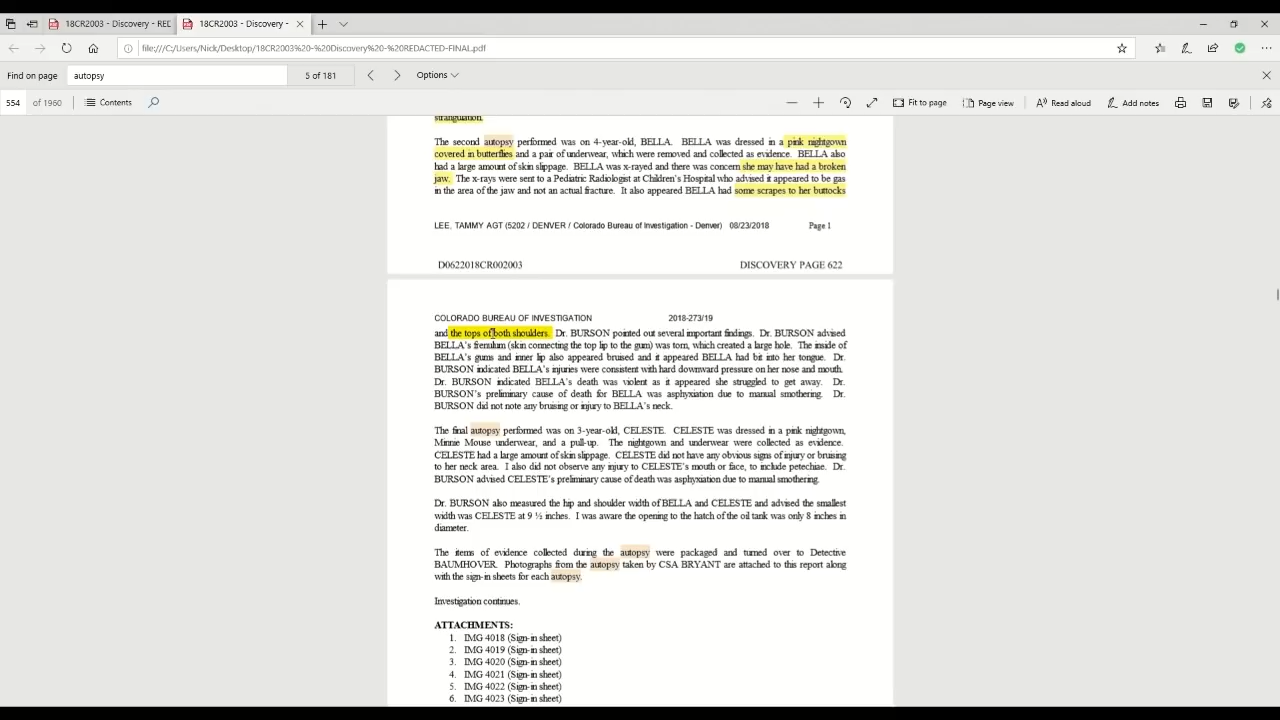 18CR2003 - Discovery - RED
18CR2003 - Discovery -
file:///C:/Users/Nick/Desktop/18CR2003%20-%20Discovery%20-%20REDACTED-FINAL.pdf
Find on page
autopsy
5 of 181
Options
554
of 1960
Contents
Fit to page
Page view
Read aloud
Add notes
strangulation.
The second autopsy performed was on 4-year-old, BELLA. BELLA was dressed in a pink nightgown
covered in butterflies and a pair of underwear, which were removed and collected as evidence. BELLA also
had a large amount of skin slippage. BELLA was x-rayed and there was concern she may have had a broken
jaw. The x-rays were sent to a Pediatric Radiologist at Children's Hospital who advised it appeared to be gas
in the area of the jaw and not an actual fracture. It also appeared BELLA had some scrapes to her buttocks
LEE, TAMMY AGT (5202 / DENVER / Colorado Bureau of Investigation - Denver) 08/23/2018 Page 1
D0622018CR002003 DISCOVERY PAGE 622
COLORADO BUREAU OF INVESTIGATION 2018-273/19
and the tops of both shoulders. Dr. BURSON pointed out several important findings. Dr. BURSON advised
BELLA's frenulum (skin connecting the top lip to the gum) was torn, which created a large hole. The inside of
BELLA's gums and inner lip also appeared bruised and it appeared BELLA had bit into her tongue. Dr.
BURSON indicated BELLA's injuries were consistent with hard downward pressure on her nose and mouth.
Dr. BURSON indicated BELLA's death was violent as it appeared she struggled to get away. Dr.
BURSON's preliminary cause of death for BELLA was asphyxiation due to manual smothering. Dr.
BURSON did not note any bruising or injury to BELLA's neck.
The final autopsy performed was on 3-year-old, CELESTE. CELESTE was dressed in a pink nightgown,
Minnie Mouse underwear, and a pull-up. The nightgown and underwear were collected as evidence.
CELESTE had a large amount of skin slippage. CELESTE did not have any obvious signs of injury or bruising
to her neck area. I also did not observe any injury to CELESTE's mouth or face, to include petechiae. Dr.
BURSON advised CELESTE's preliminary cause of death was asphyxiation due to manual smothering.
Dr. BURSON also measured the hip and shoulder width of BELLA and CELESTE and advised the smallest
width was CELESTE at 9 ½ inches. I was aware the opening to the hatch of the oil tank was only 8 inches in
diameter.
The items of evidence collected during the autopsy were packaged and turned over to Detective
BAUMHOVER. Photographs from the autopsy taken by CSA BRYANT are attached to this report along
with the sign-in sheets for each autopsy.
Investigation continues.
ATTACHMENTS:
1. IMG 4018 (Sign-in sheet)
2. IMG 4019 (Sign-in sheet)
3. IMG 4020 (Sign-in sheet)
4. IMG 4021 (Sign-in sheet)
5. IMG 4022 (Sign-in sheet)
6. IMG 4023 (Sign-in sheet)